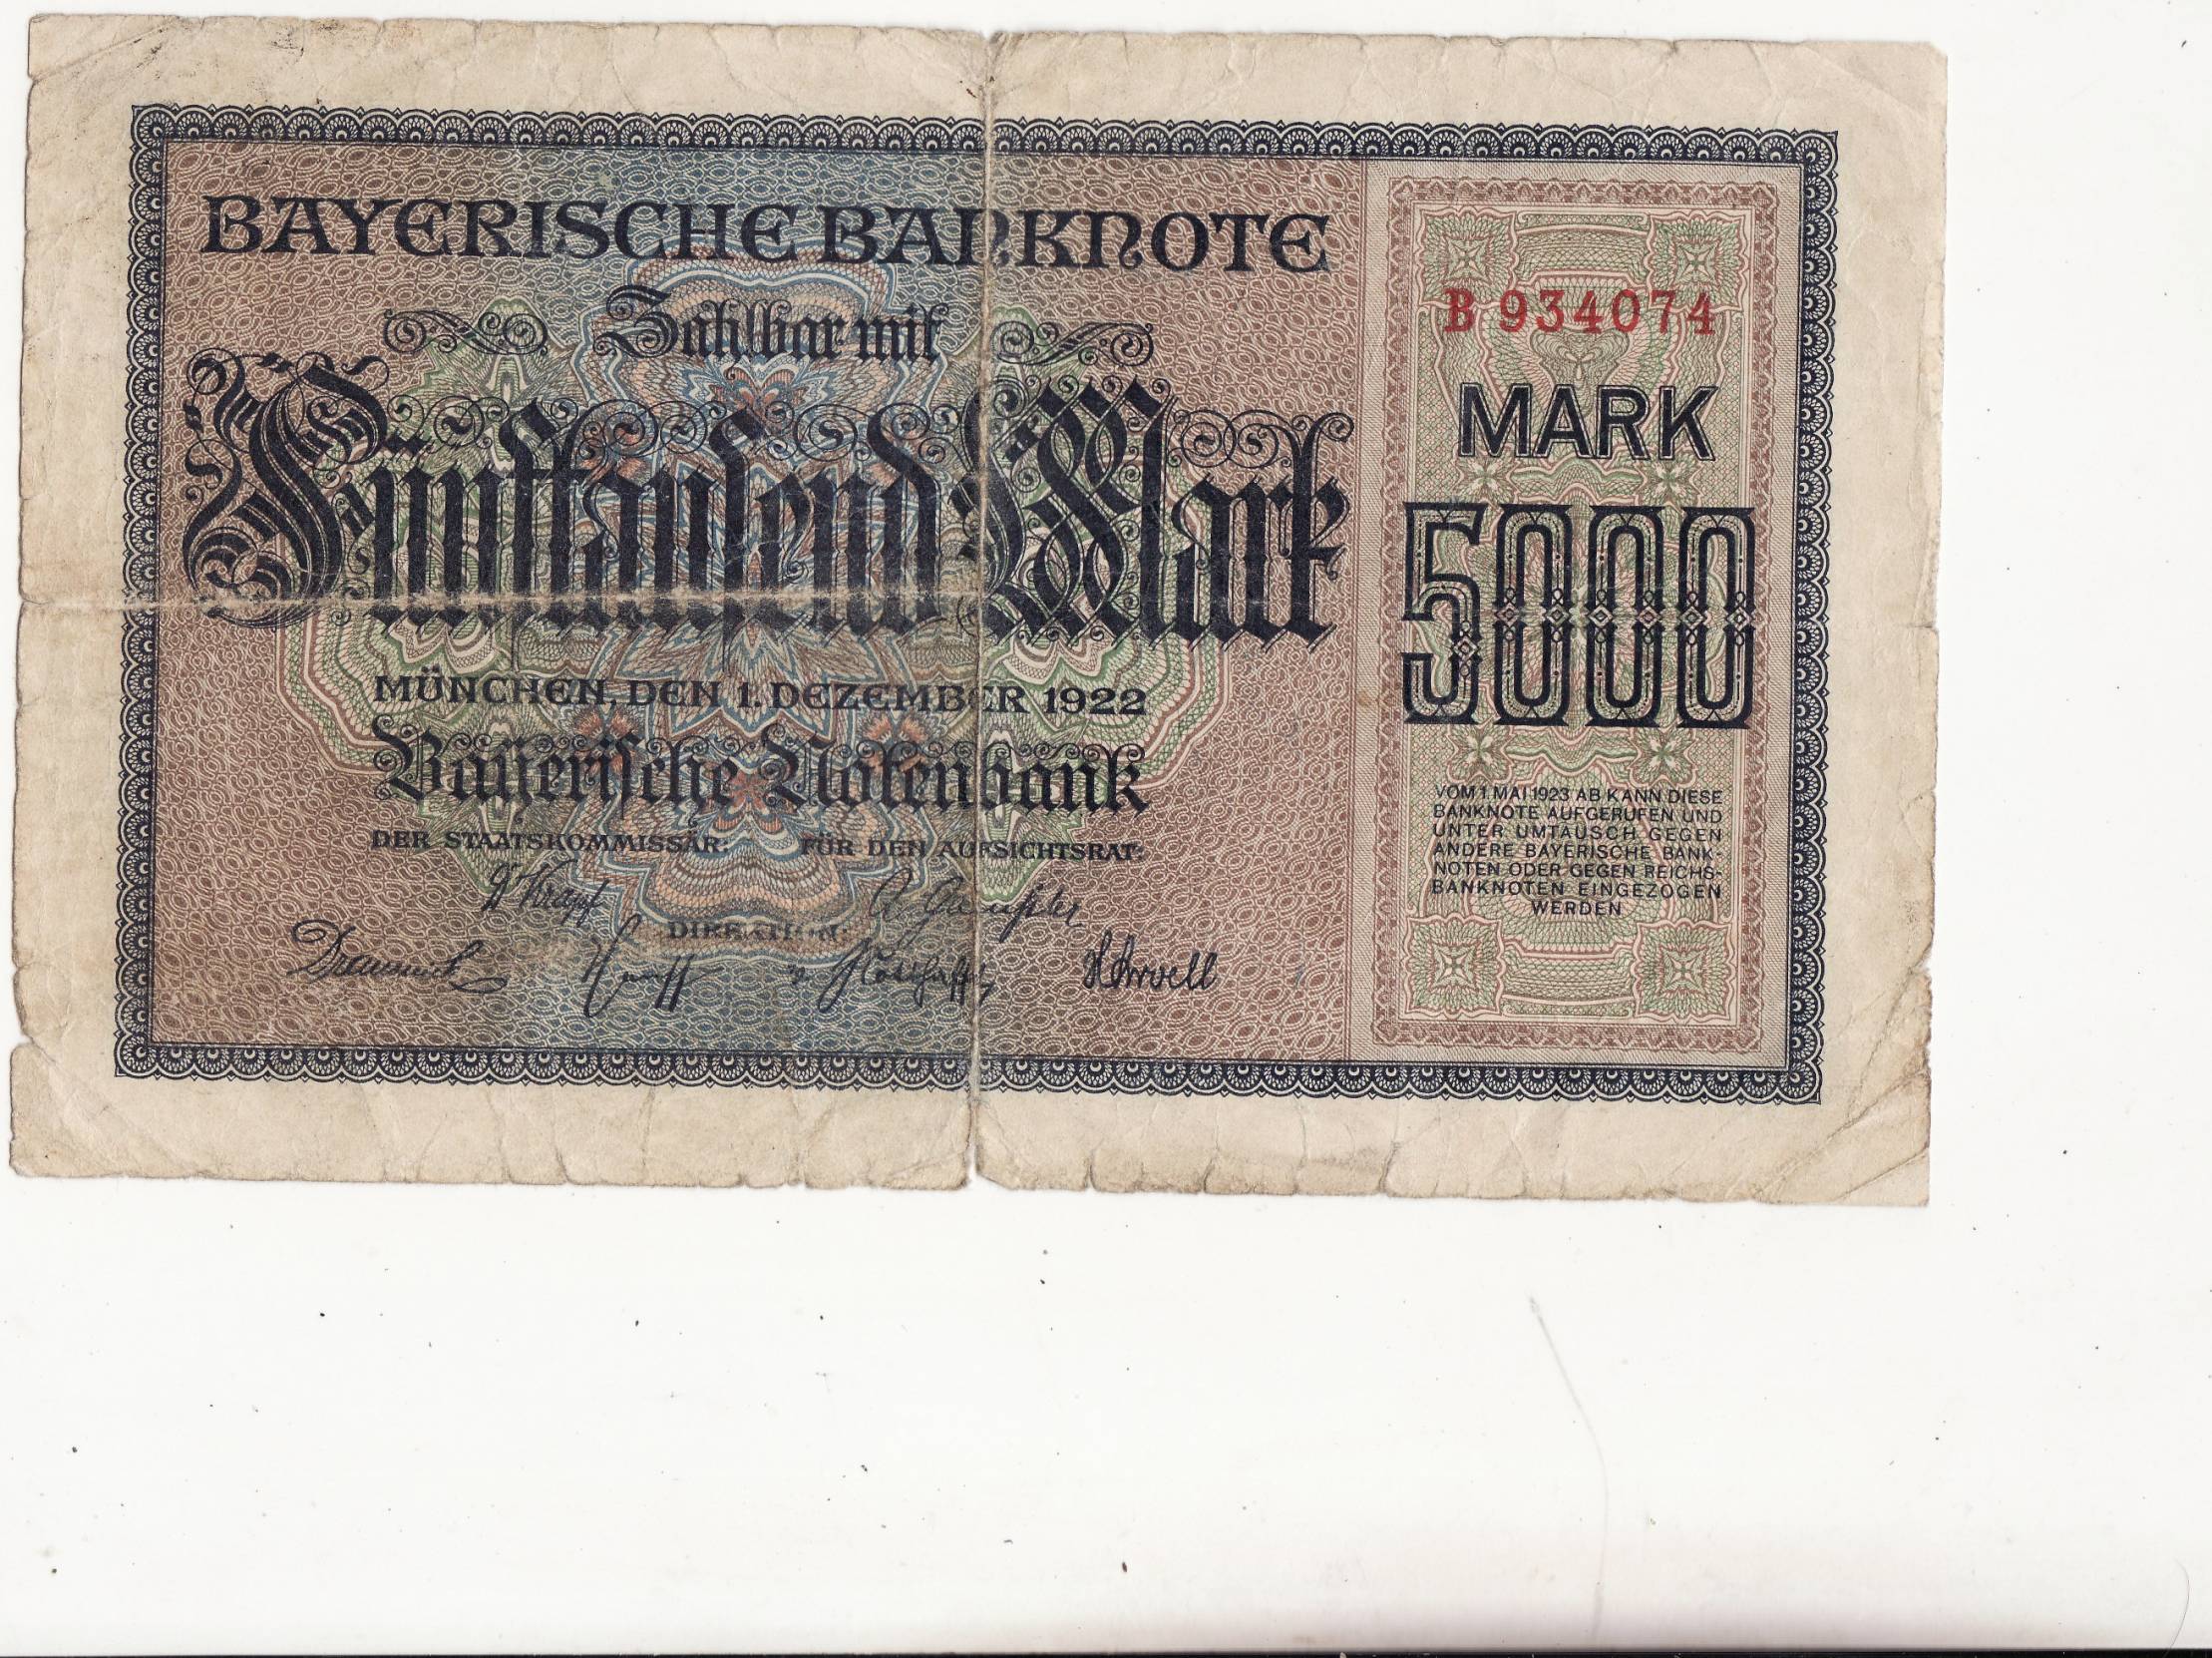 BAYERISCHE BANKNOTE
Zahlbar mit
Fünftausend Mark
MÜNCHEN, DEN 1. DEZEMBER 1922
Bayerische Notenbank
DER STAATSKOMMISSÄR: FÜR DEN AUFSICHTSRAT:
DIREKTION:
B 934074
MARK
5000
VOM 1. MAI 1923 AB KANN DIESE
BANKNOTE AUFGERUFEN UND
UNTER UMTAUSCH GEGEN
ANDERE BAYERISCHE BANK-
NOTEN ODER GEGEN REICHS-
BANKNOTEN EINGEZOGEN
WERDEN